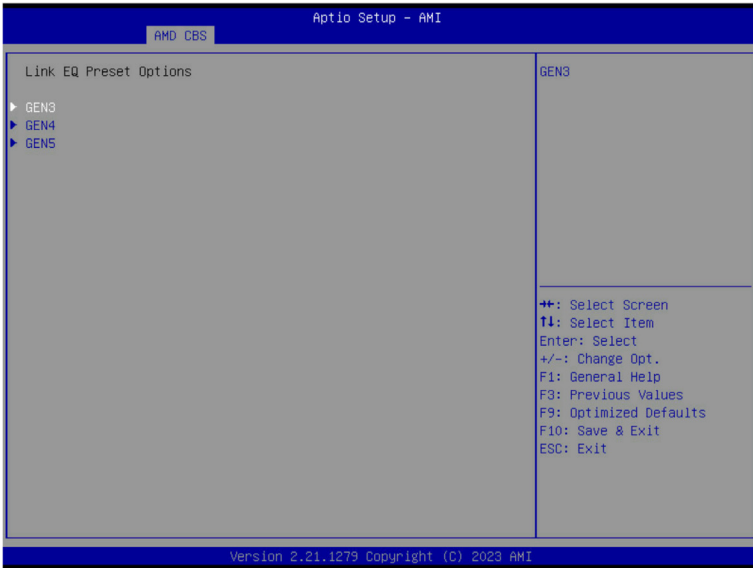 Aptio Setup – AMI
AMD CBS
Link EQ Preset Options
GEN3
GEN4
GEN5
GEN3
→←: Select Screen
↑↓: Select Item
Enter: Select
+/-: Change Opt.
F1: General Help
F3: Previous Values
F9: Optimized Defaults
F10: Save & Exit
ESC: Exit
Version 2.21.1279 Copyright (C) 2023 AMI